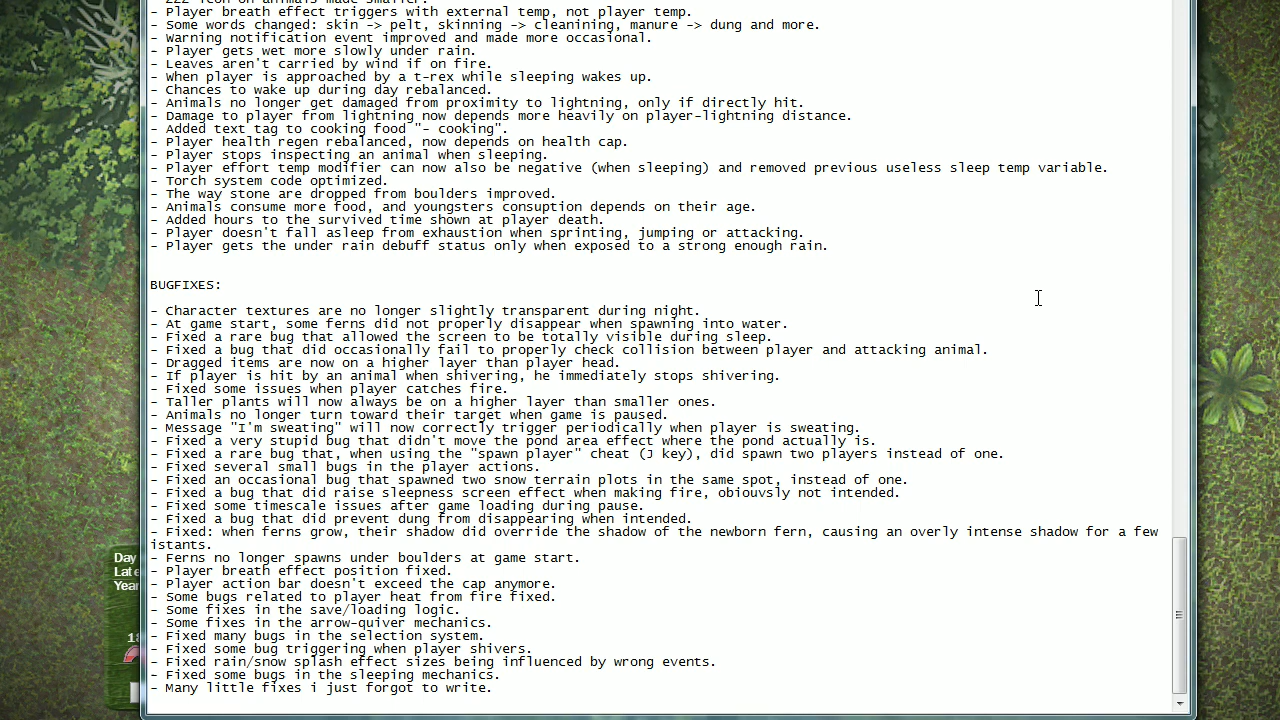 - Zzz icon on animals made smaller.
- Player breath effect triggers with external temp, not player temp.
- Some words changed: skin -> pelt, skinning -> cleanining, manure -> dung and more.
- Warning notification event improved and made more occasional.
- Player gets wet more slowly under rain.
- Leaves aren't carried by wind if on fire.
- When player is approached by a t-rex while sleeping wakes up.
- Chances to wake up during day rebalanced.
- Animals no longer get damaged from proximity to lightning, only if directly hit.
- Damage to player from lightning now depends more heavily on player-lightning distance.
- Added text tag to cooking food "- cooking".
- Player health regen rebalanced, now depends on health cap.
- Player stops inspecting an animal when sleeping.
- Player effort temp modifier can now also be negative (when sleeping) and removed previous useless sleep temp variable.
- Torch system code optimized.
- The way stone are dropped from boulders improved.
- Animals consume more food, and youngsters consuption depends on their age.
- Added hours to the survived time shown at player death.
- Player doesn't fall asleep from exhaustion when sprinting, jumping or attacking.
- Player gets the under rain debuff status only when exposed to a strong enough rain.
BUGFIXES:
- Character textures are no longer slightly transparent during night.
- At game start, some ferns did not properly disappear when spawning into water.
- Fixed a rare bug that allowed the screen to be totally visible during sleep.
- Fixed a bug that did occasionally fail to properly check collision between player and attacking animal.
- Dragged items are now on a higher layer than player head.
- If player is hit by an animal when shivering, he immediately stops shivering.
- Fixed some issues when player catches fire.
- Taller plants will now always be on a higher layer than smaller ones.
- Animals no longer turn toward their target when game is paused.
- Message "I'm sweating" will now correctly trigger periodically when player is sweating.
- Fixed a very stupid bug that didn't move the pond area effect where the pond actually is.
- Fixed a rare bug that, when using the "spawn player" cheat (J key), did spawn two players instead of one.
- Fixed several small bugs in the player actions.
- Fixed an occasional bug that spawned two snow terrain plots in the same spot, instead of one.
- Fixed a bug that did raise sleepness screen effect when making fire, obiouvsly not intended.
- Fixed some timescale issues after game loading during pause.
- Fixed a bug that did prevent dung from disappearing when intended.
- Fixed: when ferns grow, their shadow did override the shadow of the newborn fern, causing an overly intense shadow for a few
istants.
- Ferns no longer spawns under boulders at game start.
- Player breath effect position fixed.
- Player action bar doesn't exceed the cap anymore.
- Some bugs related to player heat from fire fixed.
- Some fixes in the save/loading logic.
- Some fixes in the arrow-quiver mechanics.
- Fixed many bugs in the selection system.
- Fixed some bug triggering when player shivers.
- Fixed rain/snow splash effect sizes being influenced by wrong events.
- Fixed some bugs in the sleeping mechanics.
- Many little fixes i just forgot to write.
Day
Late
Year